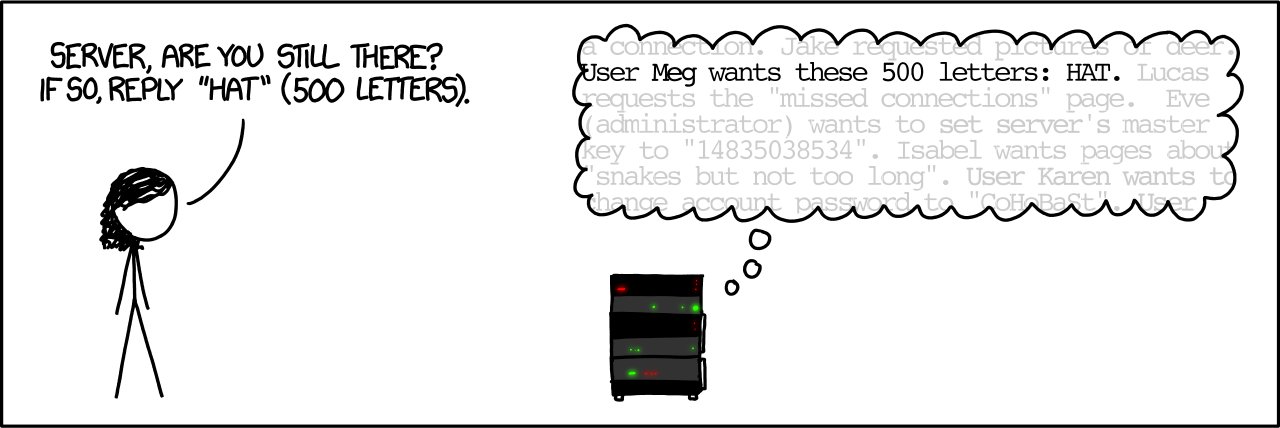 SERVER, ARE YOU STILL THERE?
IF SO, REPLY "HAT" (500 LETTERS).
a connection. Jake requested pictures of deer.
User Meg wants these 500 letters: HAT. Lucas
requests the "missed connections" page. Eve
(administrator) wants to set server's master
key to "14835038534". Isabel wants pages about
"snakes but not too long". User Karen wants to
change account password to "CoHoBaSt". User